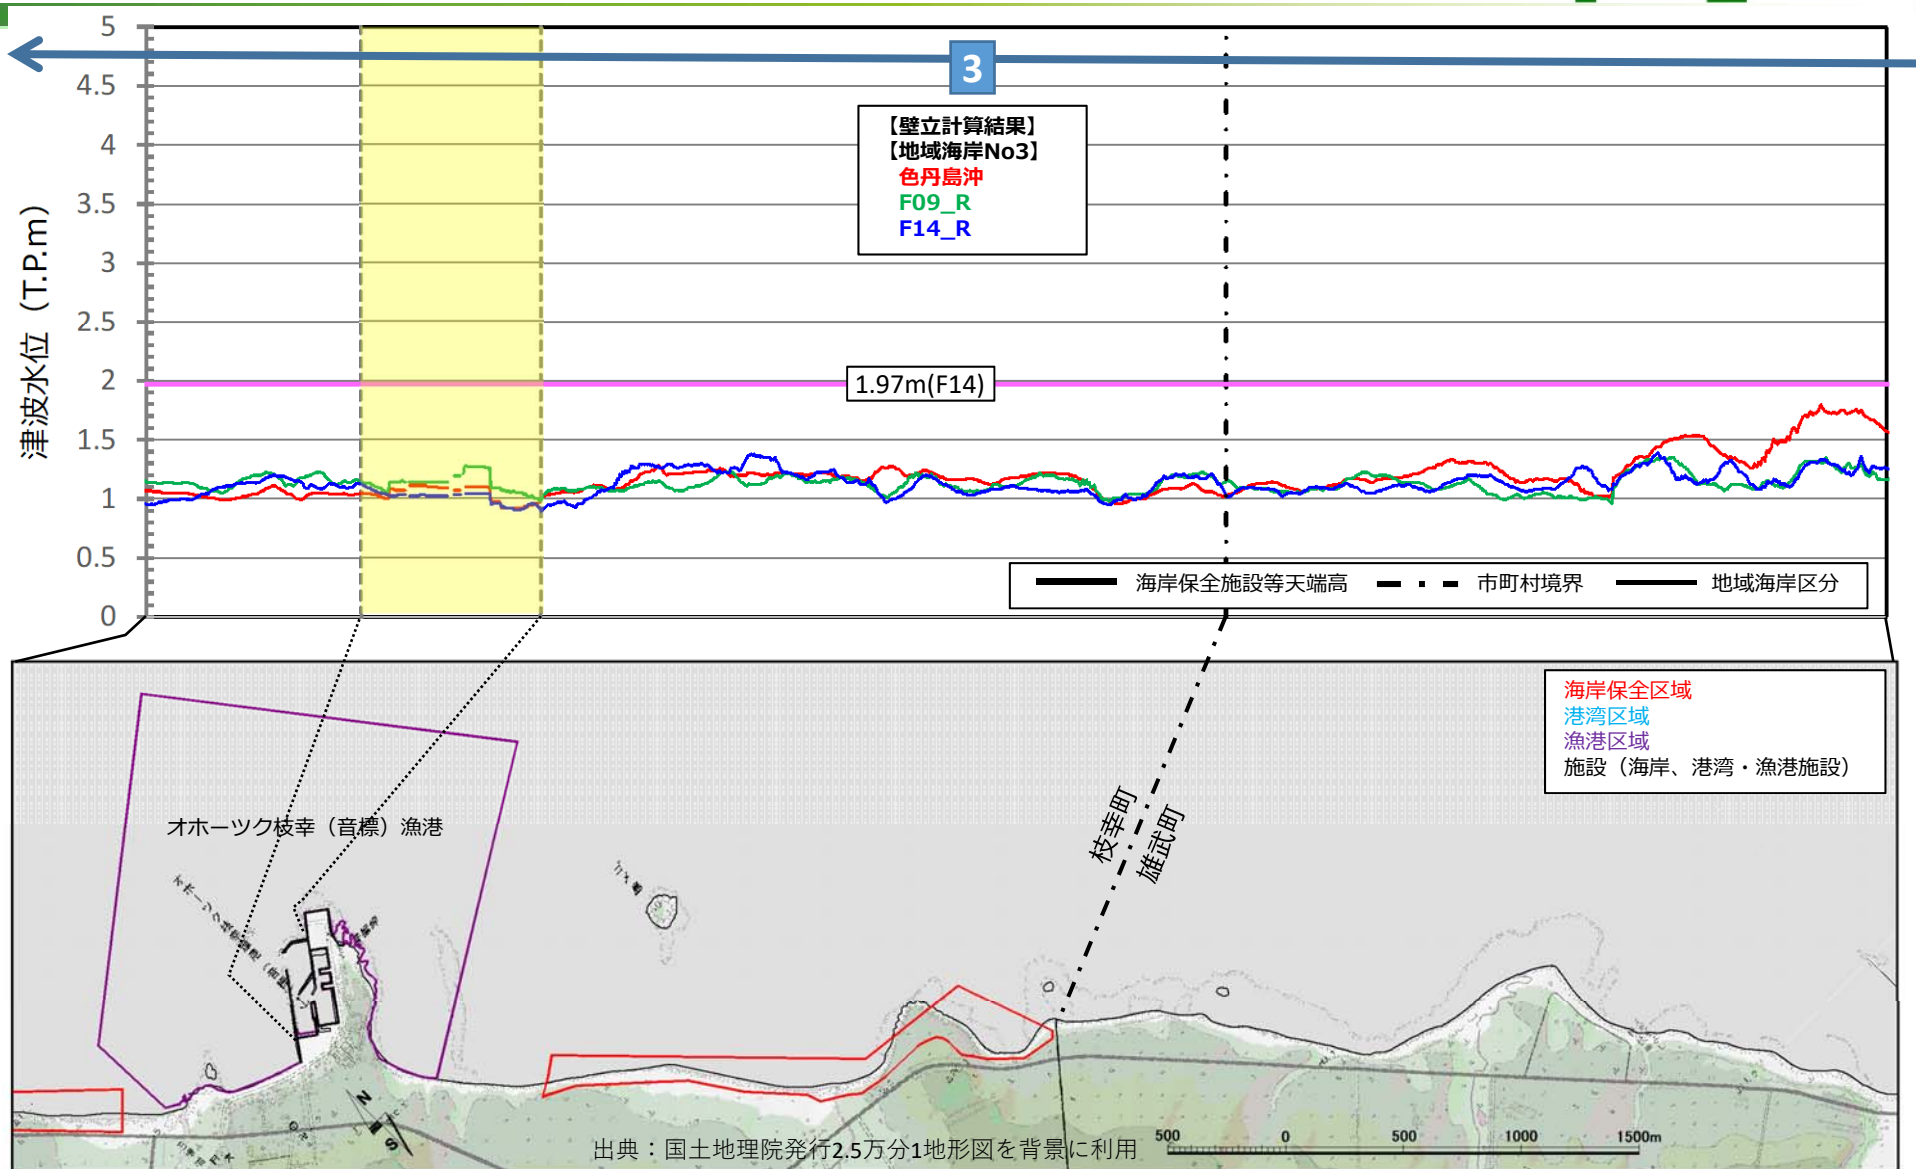 5
4.5
4
3.5
3
2.5
2
1.5
1
0.5
0
津波水位（T.P.m）
3
【壁立計算結果】
【地域海岸No3】
色丹島沖
F09_R
F14_R
1.97m(F14)
海岸保全施設等天端高
市町村境界
地域海岸区分
海岸保全区域
港湾区域
漁港区域
施設（海岸、港湾・漁港施設）
オホーツク枝幸（音標）漁港
枝幸町
雄武町
N
S
出典：国土地理院発行2.5万分1地形図を背景に利用
500 0 500 1000 1500m